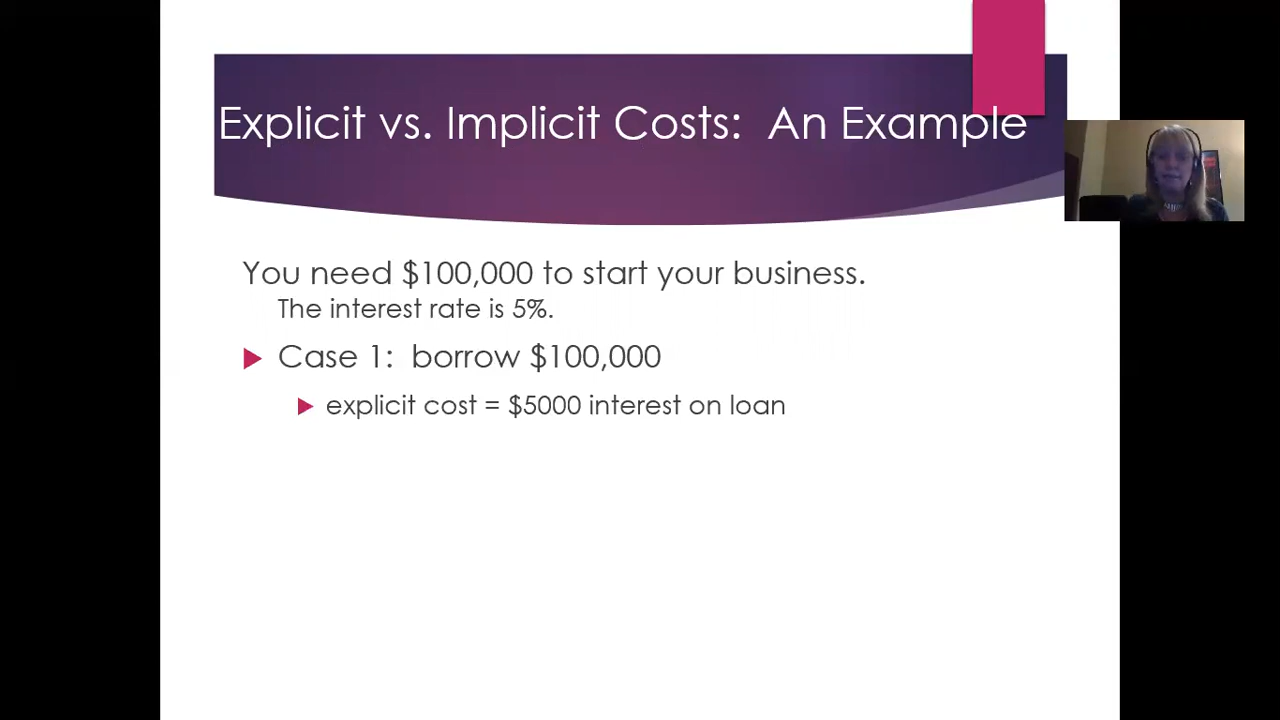 Explicit vs. Implicit Costs:  An Example
You need $100,000 to start your business.
The interest rate is 5%.
Case 1:  borrow $100,000
explicit cost = $5000 interest on loan